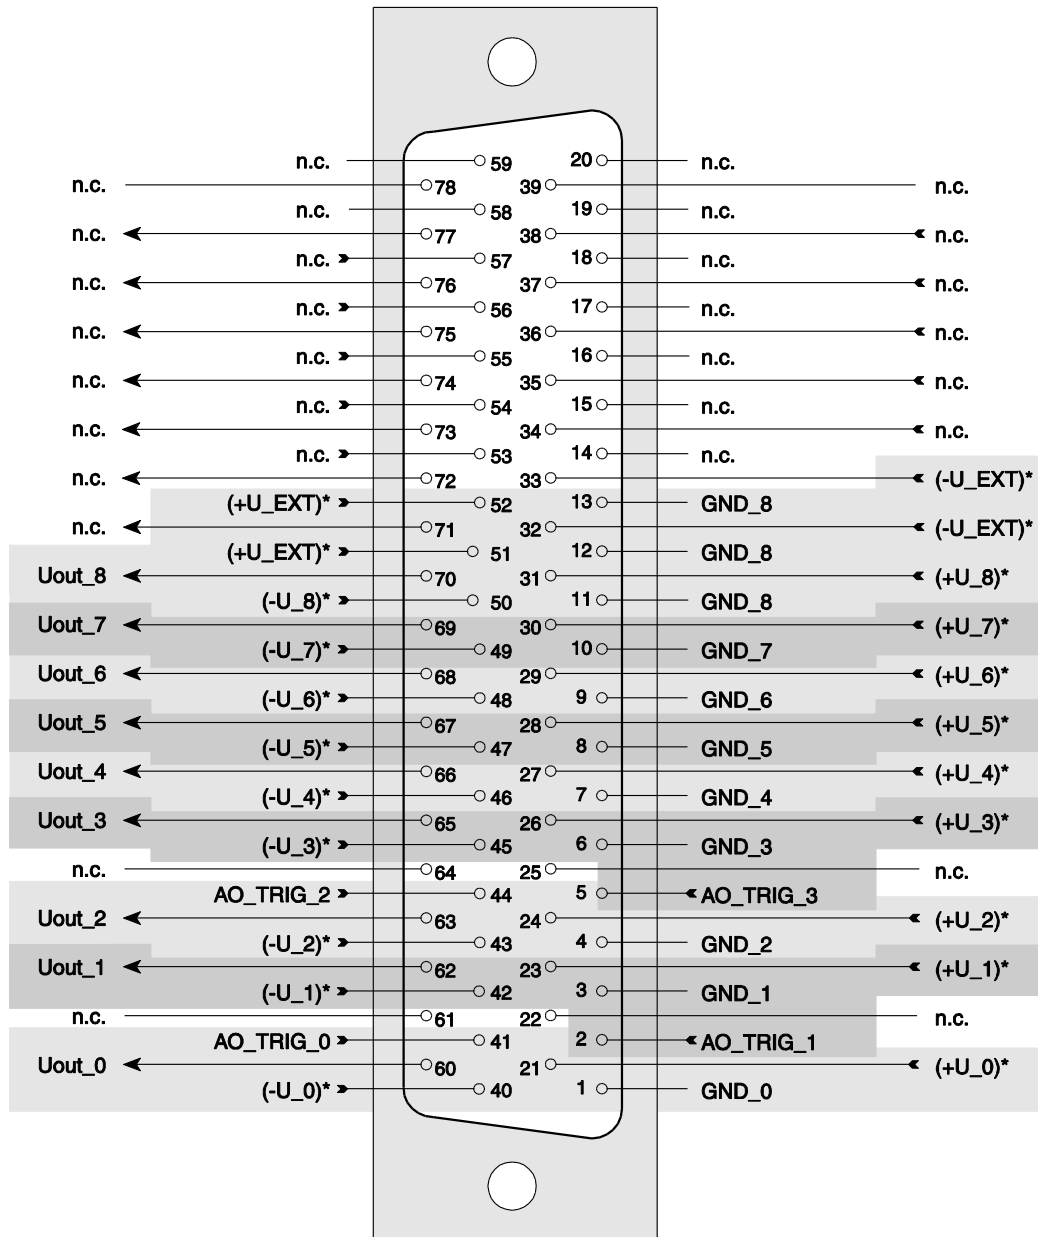 n.c. 59 20 n.c.
n.c. 78 39 n.c.
n.c. 58 19 n.c.
n.c. 77 38 n.c.
n.c. 57 18 n.c.
n.c. 76 37 n.c.
n.c. 56 17 n.c.
n.c. 75 36 n.c.
n.c. 55 16 n.c.
n.c. 74 35 n.c.
n.c. 54 15 n.c.
n.c. 73 34 n.c.
n.c. 53 14 n.c.
n.c. 72 33 (-U_EXT)*
(+U_EXT)* 52 13 GND_8
n.c. 71 32 (-U_EXT)*
(+U_EXT)* 51 12 GND_8
Uout_8 70 31 (+U_8)*
(-U_8)* 50 11 GND_8
Uout_7 69 30 (+U_7)*
(-U_7)* 49 10 GND_7
Uout_6 68 29 (+U_6)*
(-U_6)* 48 9 GND_6
Uout_5 67 28 (+U_5)*
(-U_5)* 47 8 GND_5
Uout_4 66 27 (+U_4)*
(-U_4)* 46 7 GND_4
Uout_3 65 26 (+U_3)*
(-U_3)* 45 6 GND_3
n.c. 64 25 n.c.
AO_TRIG_2 44 5 AO_TRIG_3
Uout_2 63 24 (+U_2)*
(-U_2)* 43 4 GND_2
Uout_1 62 23 (+U_1)*
(-U_1)* 42 3 GND_1
n.c. 61 22 n.c.
AO_TRIG_0 41 2 AO_TRIG_1
Uout_0 60 21 (+U_0)*
(-U_0)* 40 1 GND_0